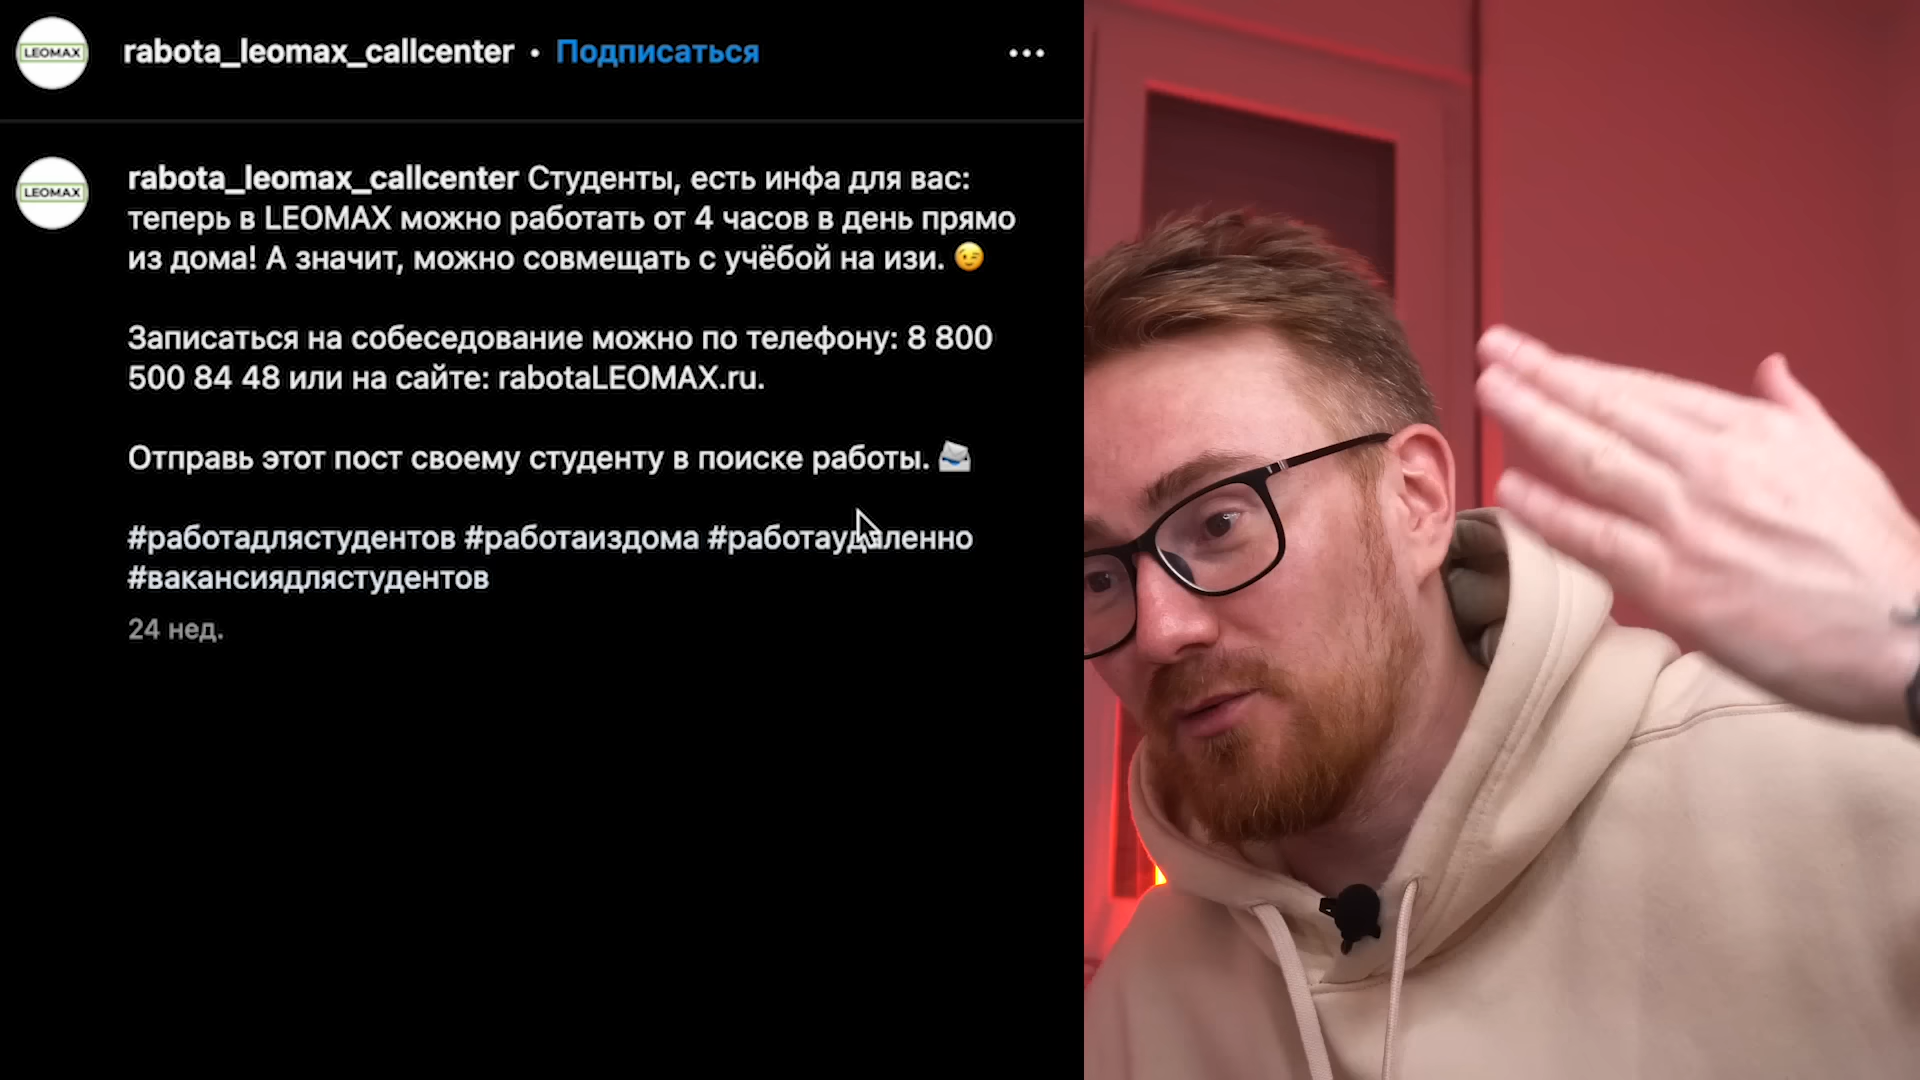 LEOMAX
rabota_leomax_callcenter • Подписаться
LEOMAX
rabota_leomax_callcenter Студенты, есть инфа для вас:
теперь в LEOMAX можно работать от 4 часов в день прямо
из дома! А значит, можно совмещать с учёбой на изи. 😉
Записаться на собеседование можно по телефону: 8 800
500 84 48 или на сайте: rabotaLEOMAX.ru.
Отправь этот пост своему студенту в поиске работы. 📨
#работадлястудентов #работаиздома #работаудаленно
#вакансиядлястудентов
24 нед.